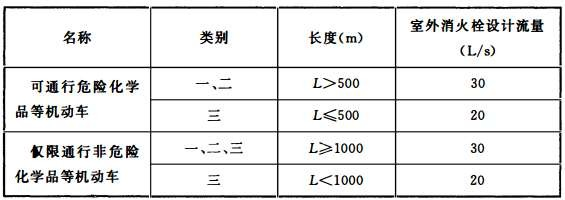 名称 类别 长度(m) 室外消火栓设计流量
(L/s)
可通行危险化学
品等机动车
一、二 L>500 30
三 L≤500 20
仅限通行非危险
化学品等机动车
一、二、三 L≥1000 30
三 L<1000 20